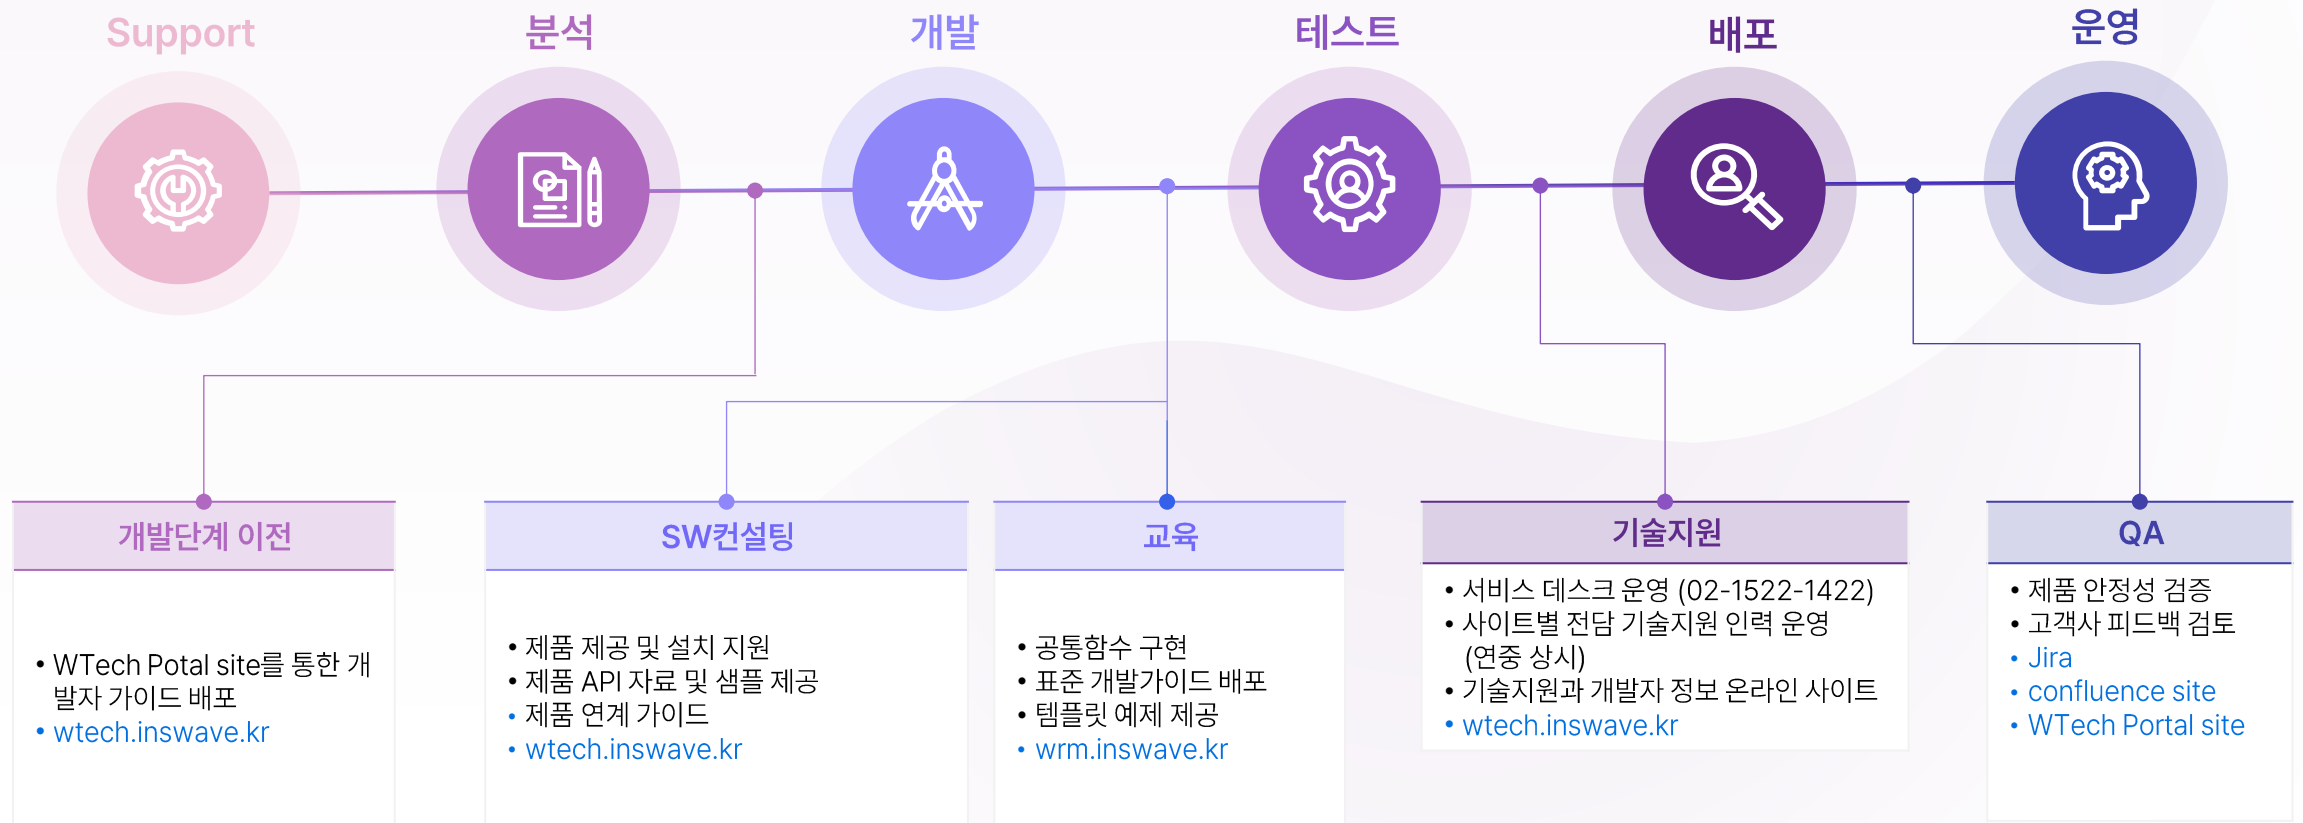 Support
분석
개발
테스트
배포
운영
개발단계 이전
• WTech Potal site를 통한 개
발자 가이드 배포
• wtech.inswave.kr
SW컨설팅
• 제품 제공 및 설치 지원
• 제품 API 자료 및 샘플 제공
• 제품 연계 가이드
• wtech.inswave.kr
교육
• 공통함수 구현
• 표준 개발가이드 배포
• 템플릿 예제 제공
• wrm.inswave.kr
기술지원
• 서비스 데스크 운영 (02-1522-1422)
• 사이트별 전담 기술지원 인력 운영
(연중 상시)
• 기술지원과 개발자 정보 온라인 사이트
• wtech.inswave.kr
QA
• 제품 안정성 검증
• 고객사 피드백 검토
• Jira
• confluence site
• WTech Portal site